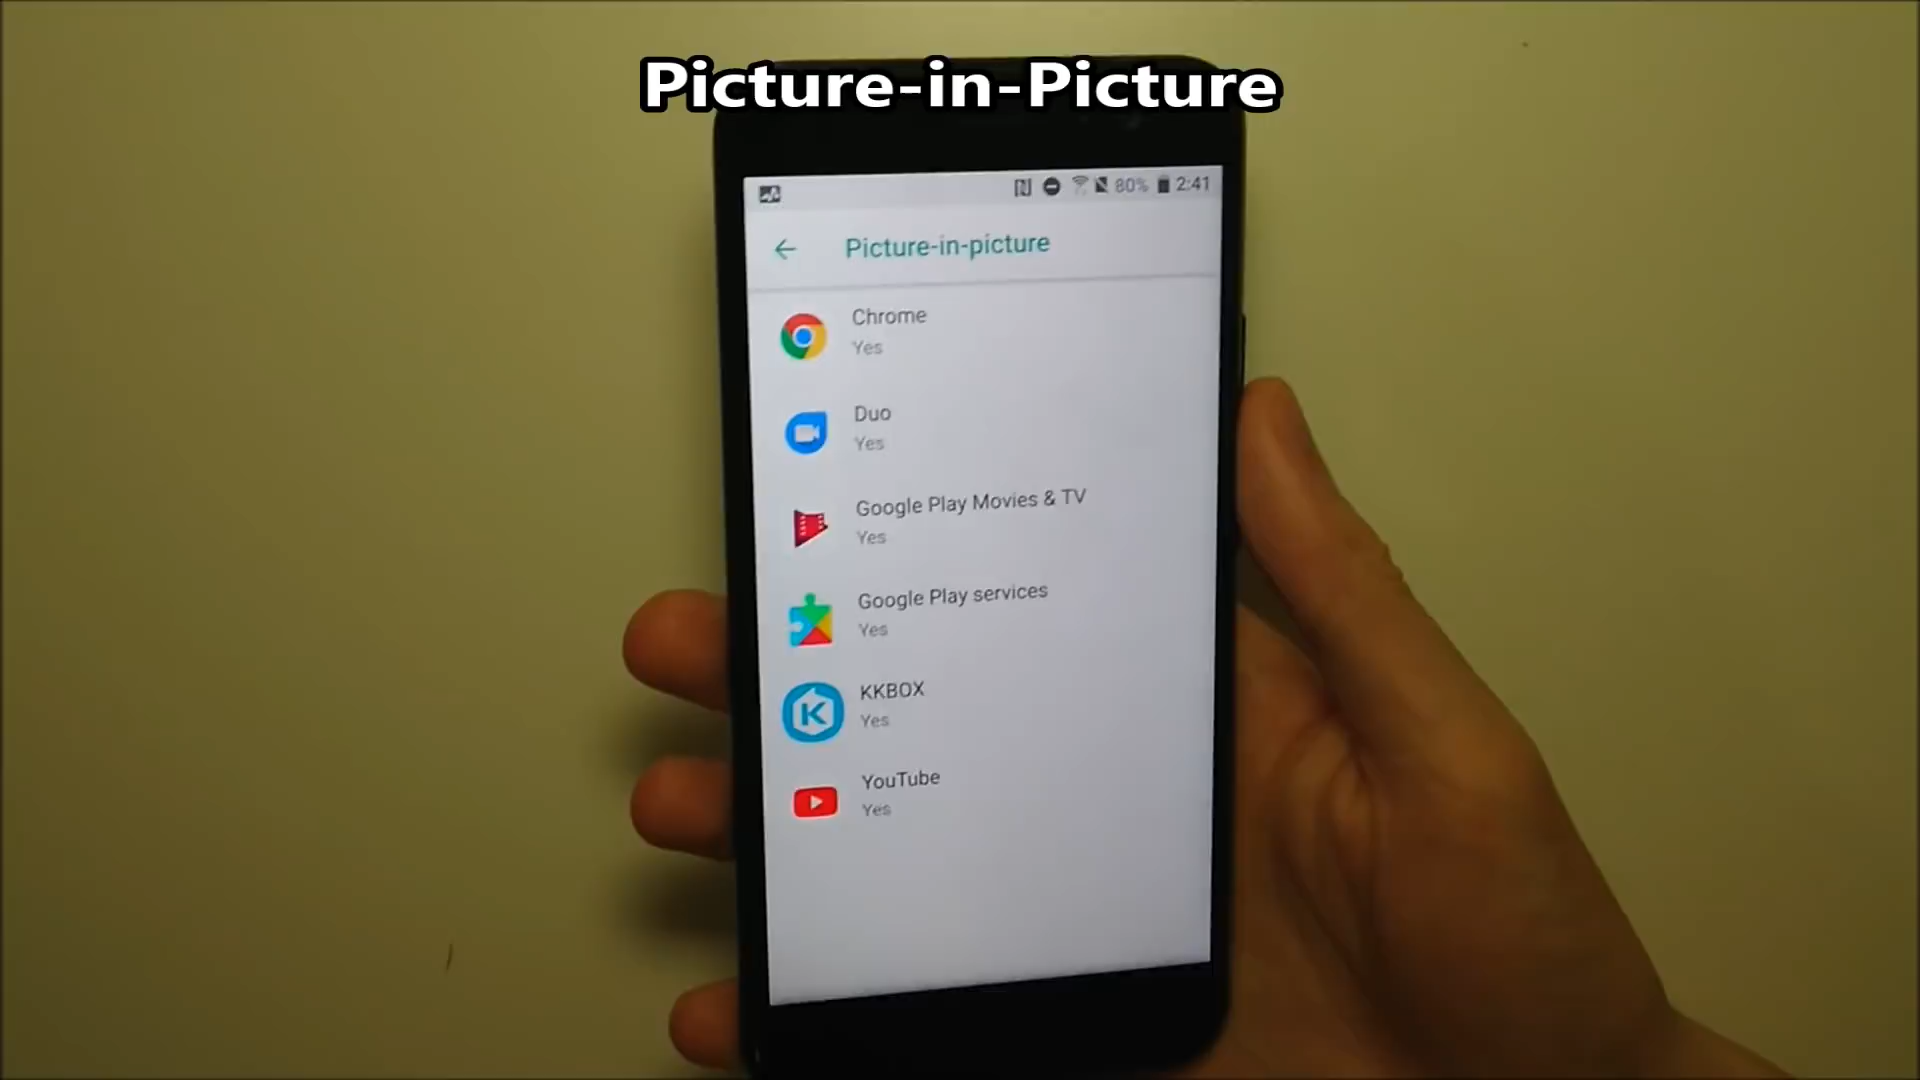 Picture-in-Picture
80% 2:41
Picture-in-picture
Chrome
Yes
Duo
Yes
Google Play Movies & TV
Yes
Google Play services
Yes
K
KKBOX
Yes
YouTube
Yes